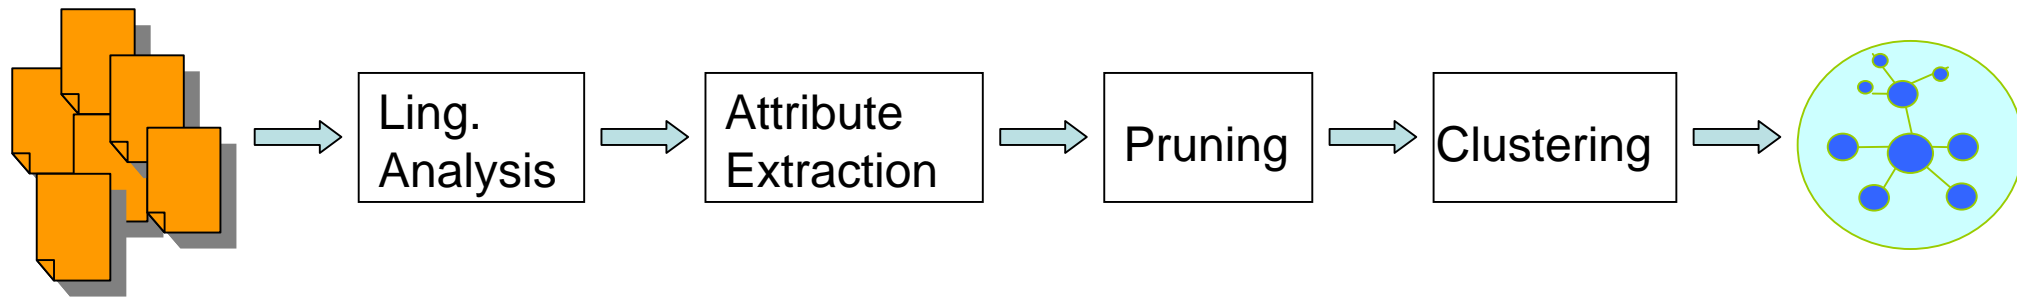 Ling.
Analysis
Attribute
Extraction
Pruning
Clustering